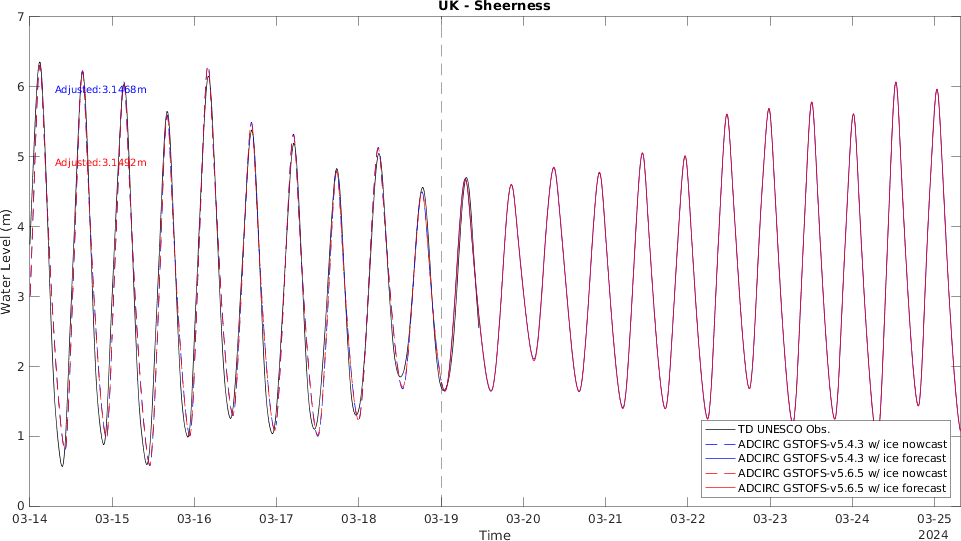 UK - Sheerness
7
6
5
4
3
2
1
0
Water Level (m)
Adjusted:3.1468m
Adjusted:3.1492m
TD UNESCO Obs.
ADCIRC GSTOFS-v5.4.3 w/ ice nowcast
ADCIRC GSTOFS-v5.4.3 w/ ice forecast
ADCIRC GSTOFS-v5.6.5 w/ ice nowcast
ADCIRC GSTOFS-v5.6.5 w/ ice forecast
03-14 03-15 03-16 03-17 03-18 03-19 03-20 03-21 03-22 03-23 03-24 03-25
Time
2024